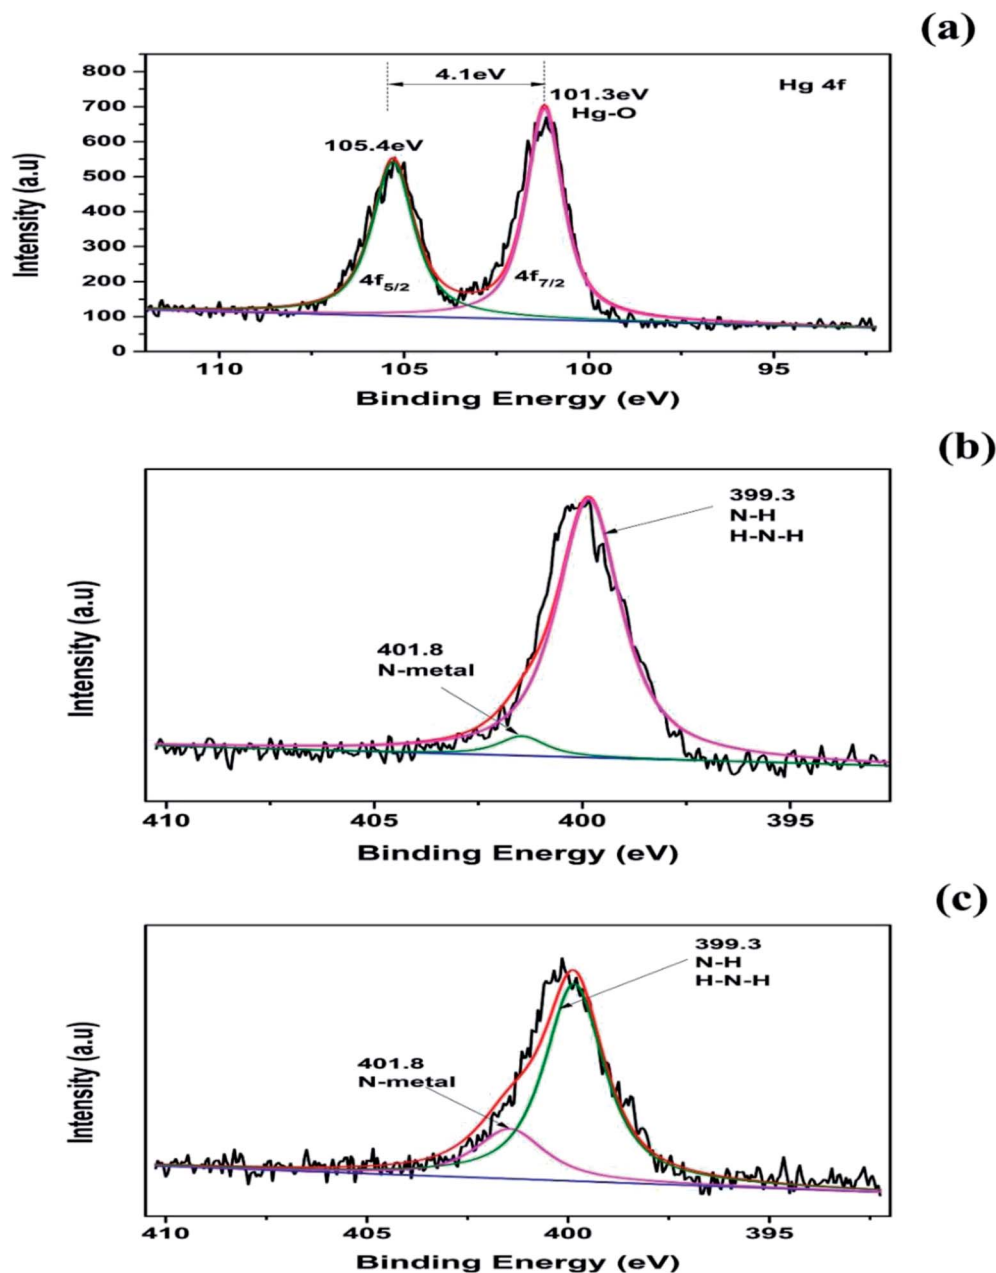 (a)
4.1eV
Hg 4f
101.3eV
Hg-O
105.4eV
4f5/2
4f7/2
800
700
600
500
400
300
200
100
0
Intensity (a.u)
110
105
100
95
Binding Energy (eV)
(b)
399.3
N-H
H-N-H
401.8
N-metal
Intensity (a.u)
410
405
400
395
Binding Energy (eV)
(c)
399.3
N-H
H-N-H
401.8
N-metal
Intensity (a.u)
410
405
400
395
Binding Energy (eV)